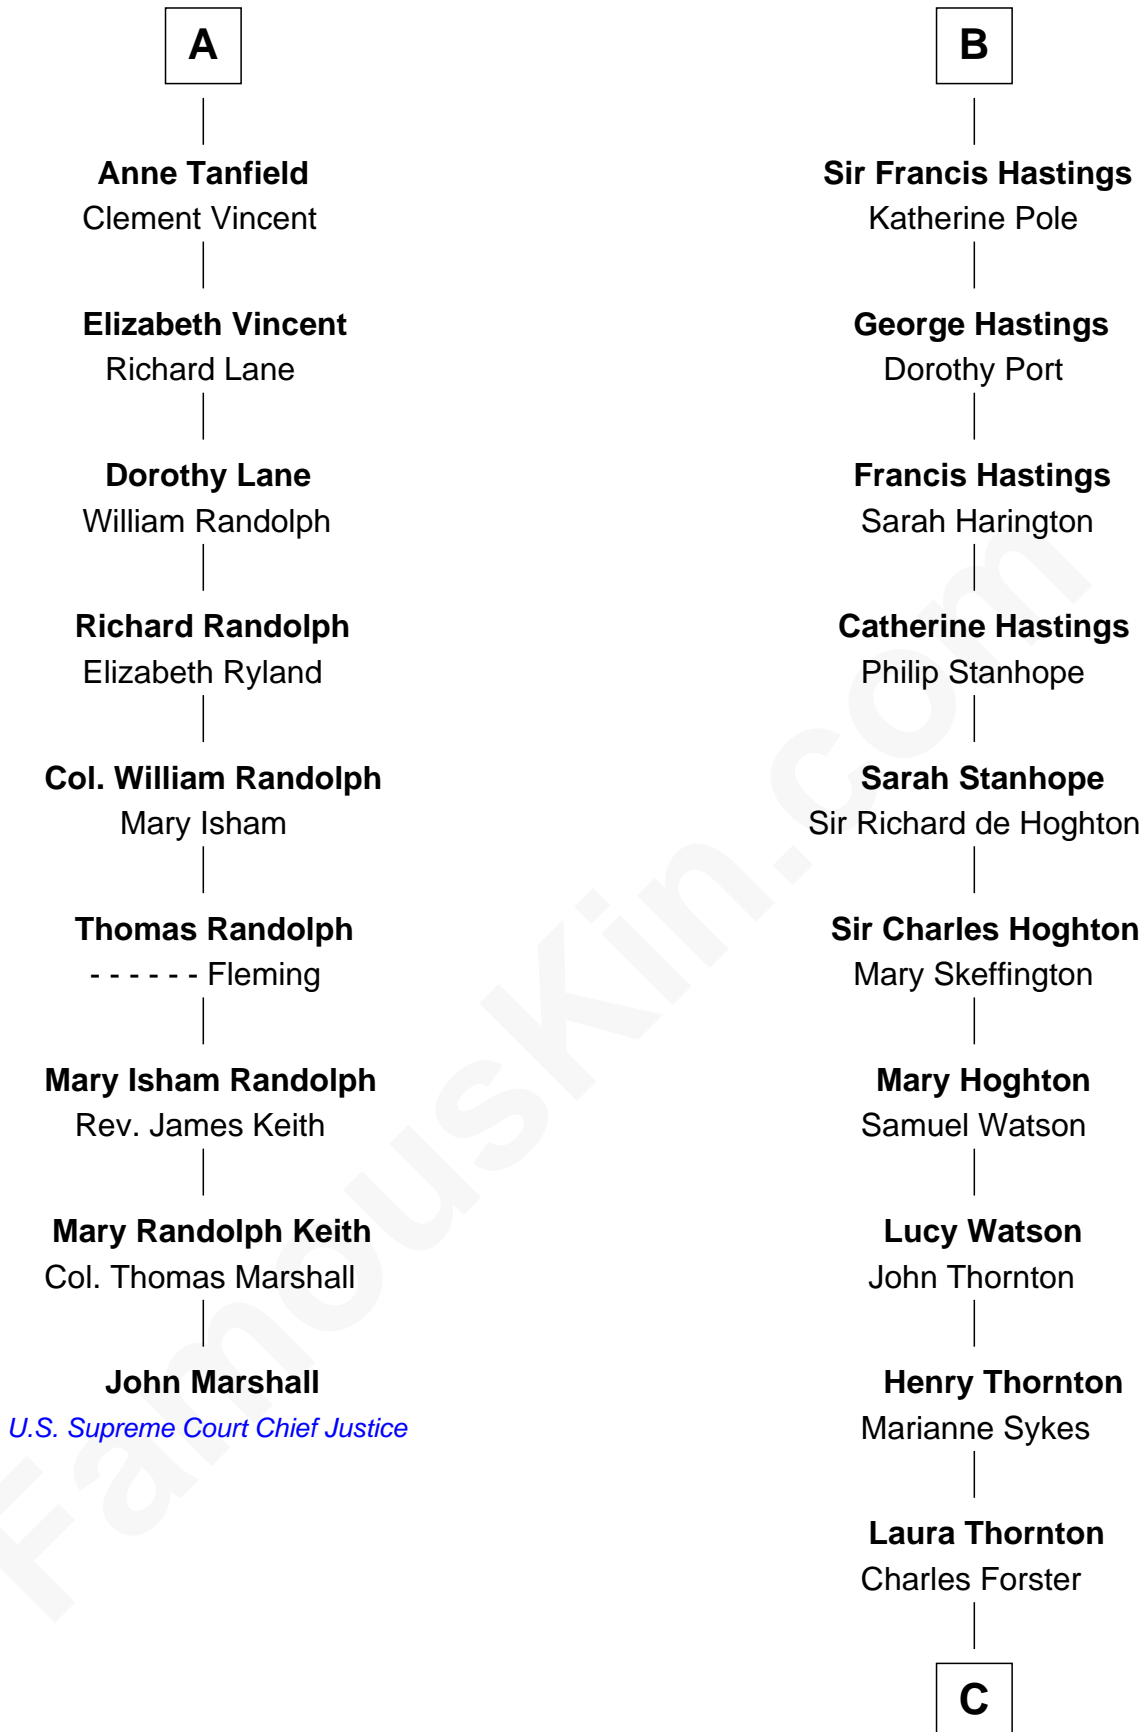 A
Anne Tanfield
Clement Vincent
Elizabeth Vincent
Richard Lane
Dorothy Lane
William Randolph
Richard Randolph
Elizabeth Ryland
Col. William Randolph
Mary Isham
Thomas Randolph
- - - - - - Fleming
Mary Isham Randolph
Rev. James Keith
Mary Randolph Keith
Col. Thomas Marshall
John Marshall
U.S. Supreme Court Chief Justice
B
Sir Francis Hastings
Katherine Pole
George Hastings
Dorothy Port
Francis Hastings
Sarah Harington
Catherine Hastings
Philip Stanhope
Sarah Stanhope
Sir Richard de Hoghton
Sir Charles Hoghton
Mary Skeffington
Mary Hoghton
Samuel Watson
Lucy Watson
John Thornton
Henry Thornton
Marianne Sykes
Laura Thornton
Charles Forster
C
FamousKin.com